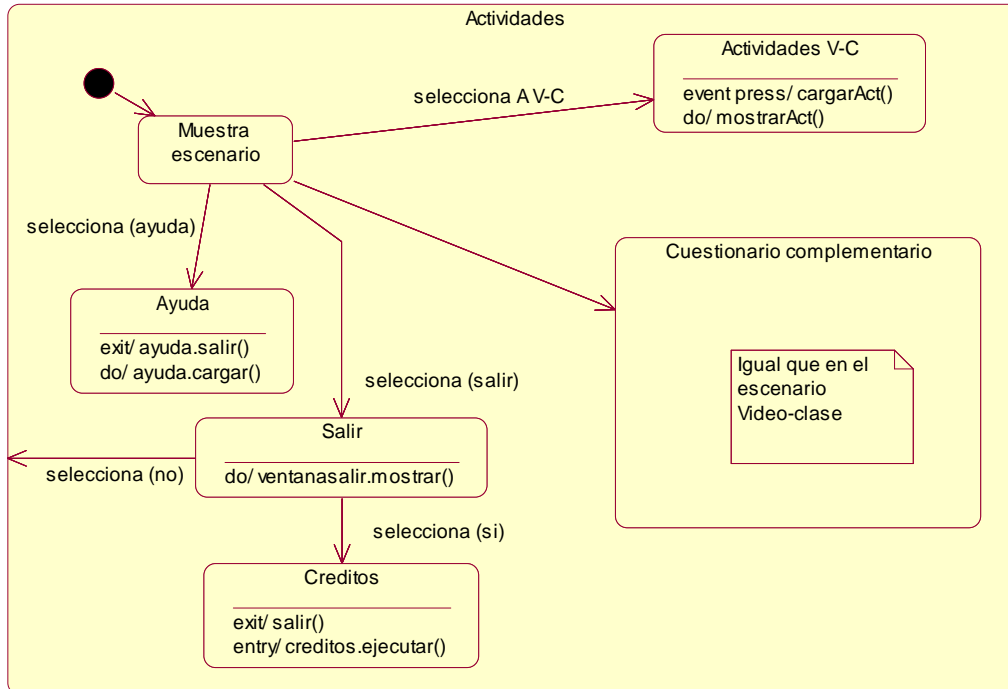 Actividades
Actividades V-C
event press/ cargarAct()
do/ mostrarAct()
selecciona A V-C
Muestra
escenario
selecciona (ayuda)
Cuestionario complementario
Ayuda
exit/ ayuda.salir()
do/ ayuda.cargar()
Igual que en el
escenario
Video-clase
selecciona (salir)
Salir
do/ ventanasalir.mostrar()
selecciona (no)
selecciona (si)
Creditos
exit/ salir()
entry/ creditos.ejecutar()